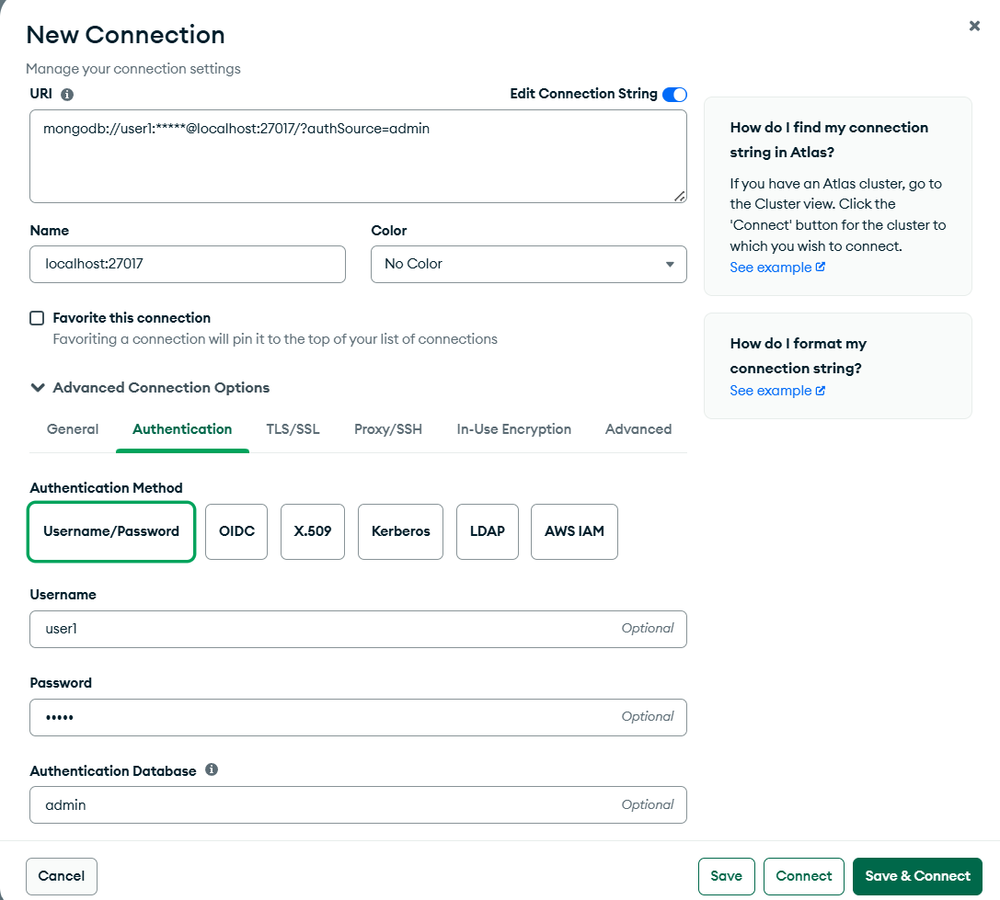 New Connection
Manage your connection settings
URI
Edit Connection String
mongodb://user1:*****@localhost:27017/?authSource=admin
Name
Color
localhost:27017
No Color
Favorite this connection
Favoriting a connection will pin it to the top of your list of connections
Advanced Connection Options
General Authentication TLS/SSL Proxy/SSH In-Use Encryption Advanced
Authentication Method
Username/Password OIDC X.509 Kerberos LDAP AWS IAM
Username
user1 Optional
Password
••••• Optional
Authentication Database
admin Optional
How do I find my connection
string in Atlas?
If you have an Atlas cluster, go to
the Cluster view. Click the
'Connect' button for the cluster to
which you wish to connect.
See example
How do I format my
connection string?
See example
Cancel Save Connect Save & Connect